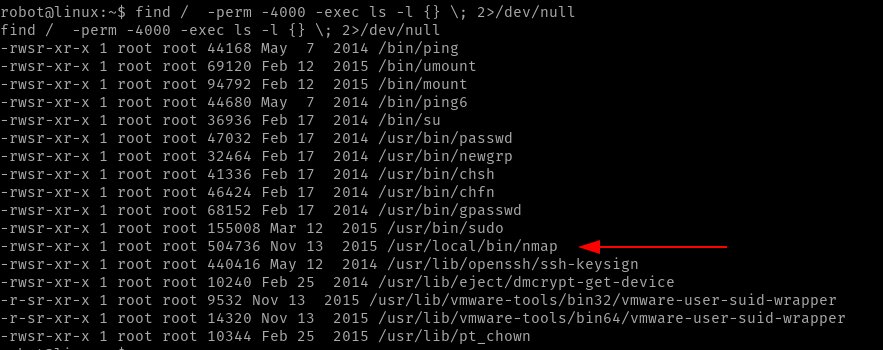 robot@linux:~$ find /  -perm -4000 -exec ls -l {} \; 2>/dev/null
find /  -perm -4000 -exec ls -l {} \; 2>/dev/null
-rwsr-xr-x 1 root root 44168 May  7  2014 /bin/ping
-rwsr-xr-x 1 root root 69120 Feb 12  2015 /bin/umount
-rwsr-xr-x 1 root root 94792 Feb 12  2015 /bin/mount
-rwsr-xr-x 1 root root 44680 May  7  2014 /bin/ping6
-rwsr-xr-x 1 root root 36936 Feb 17  2014 /bin/su
-rwsr-xr-x 1 root root 47032 Feb 17  2014 /usr/bin/passwd
-rwsr-xr-x 1 root root 32464 Feb 17  2014 /usr/bin/newgrp
-rwsr-xr-x 1 root root 41336 Feb 17  2014 /usr/bin/chsh
-rwsr-xr-x 1 root root 46424 Feb 17  2014 /usr/bin/chfn
-rwsr-xr-x 1 root root 68152 Feb 17  2014 /usr/bin/gpasswd
-rwsr-xr-x 1 root root 155008 Mar 12  2015 /usr/bin/sudo
-rwsr-xr-x 1 root root 504736 Nov 13  2015 /usr/local/bin/nmap
-rwsr-xr-x 1 root root 440416 May 12  2014 /usr/lib/openssh/ssh-keysign
-rwsr-xr-x 1 root root 10240 Feb 25  2014 /usr/lib/eject/dmcrypt-get-device
-r-sr-xr-x 1 root root 9532 Nov 13  2015 /usr/lib/vmware-tools/bin32/vmware-user-suid-wrapper
-r-sr-xr-x 1 root root 14320 Nov 13  2015 /usr/lib/vmware-tools/bin64/vmware-user-suid-wrapper
-rwsr-xr-x 1 root root 10344 Feb 25  2015 /usr/lib/pt_chown